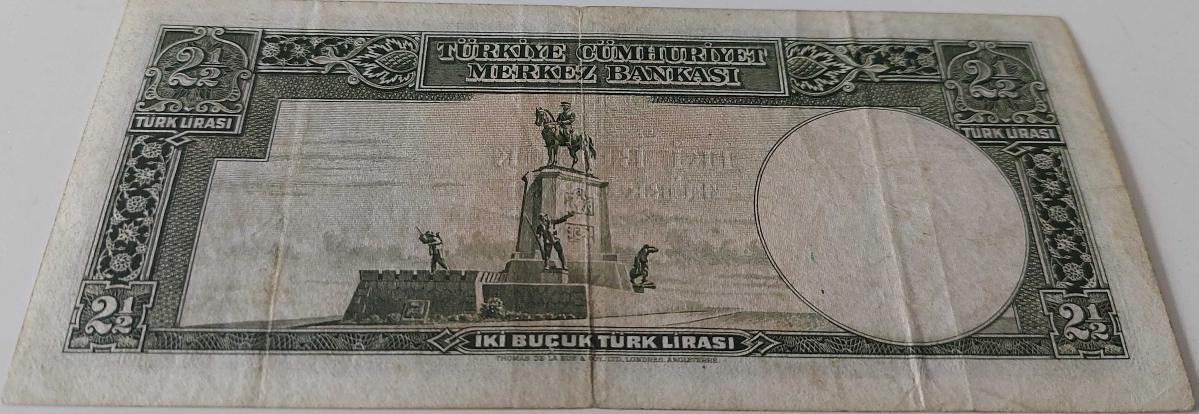 2½
TÜRKİYE CÜMHURİYET
MERKEZ BANKASI
2½
TÜRK LİRASI
TÜRK LİRASI
2½
2½
İKİ BUÇUK TÜRK LİRASI
THOMAS DE LA RUE & COY. LTD, LONDRES, ANGLETERRE.